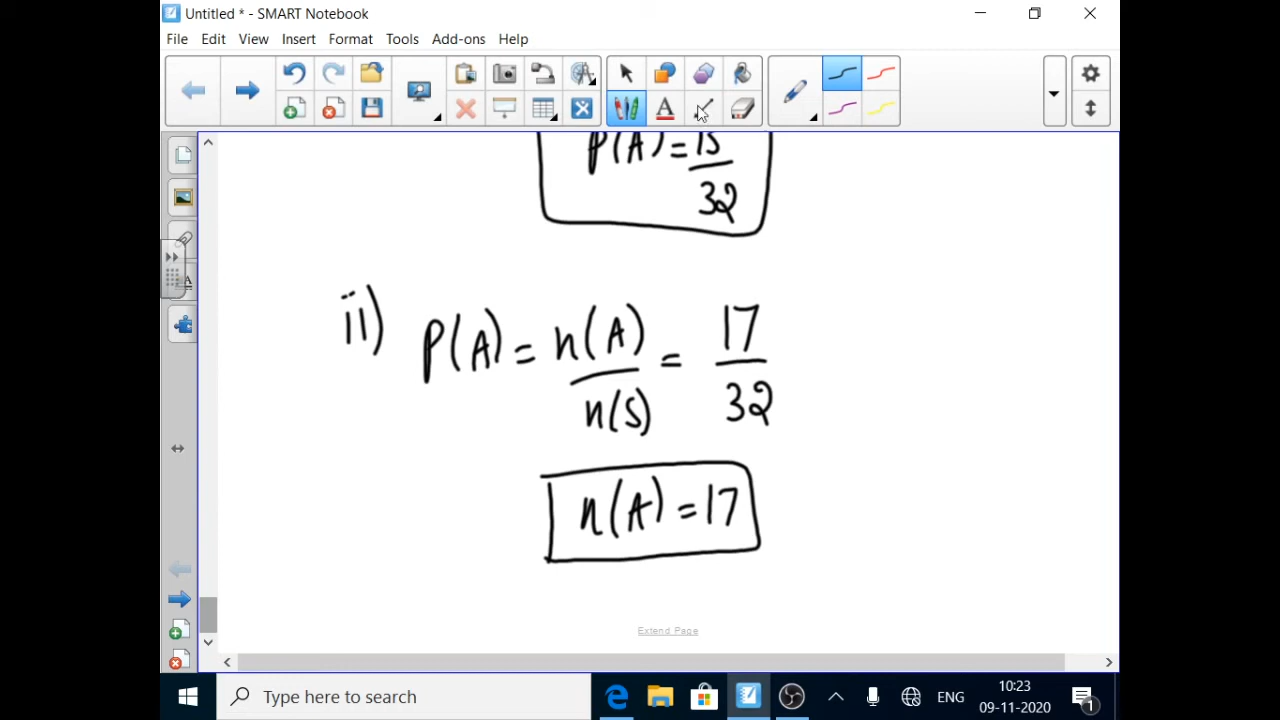 Untitled * - SMART Notebook
File Edit View Insert Format Tools Add-ons Help
P(A) = 15/32
ii) P(A) = n(A)/n(S) = 17/32
n(A) = 17
Extend Page
Type here to search
ENG
10:23
09-11-2020
1